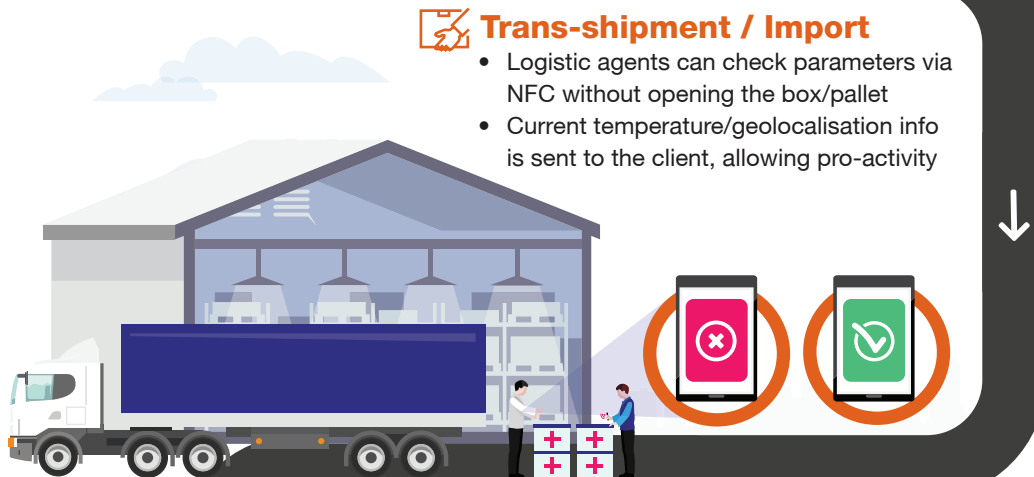 Trans-shipment / Import
• Logistic agents can check parameters via
NFC without opening the box/pallet
• Current temperature/geolocalisation info
is sent to the client, allowing pro-activity